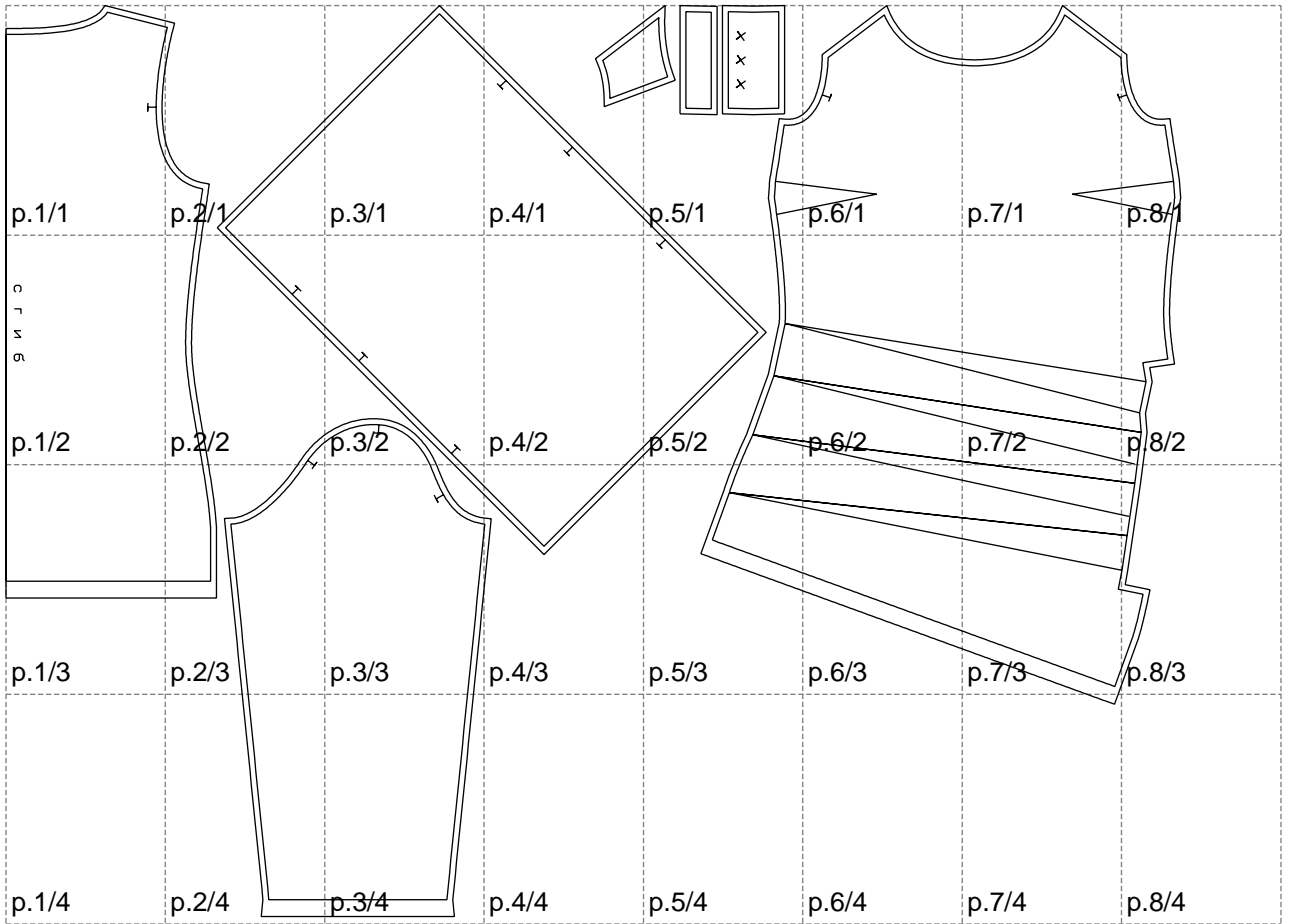 p.1/1 p.2/1 p.3/1 p.4/1 p.5/1 p.6/1 p.7/1 p.8/1
сгиб
p.1/2 p.2/2 p.3/2 p.4/2 p.5/2 p.6/2 p.7/2 p.8/2
p.1/3 p.2/3 p.3/3 p.4/3 p.5/3 p.6/3 p.7/3 p.8/3
p.1/4 p.2/4 p.3/4 p.4/4 p.5/4 p.6/4 p.7/4 p.8/4